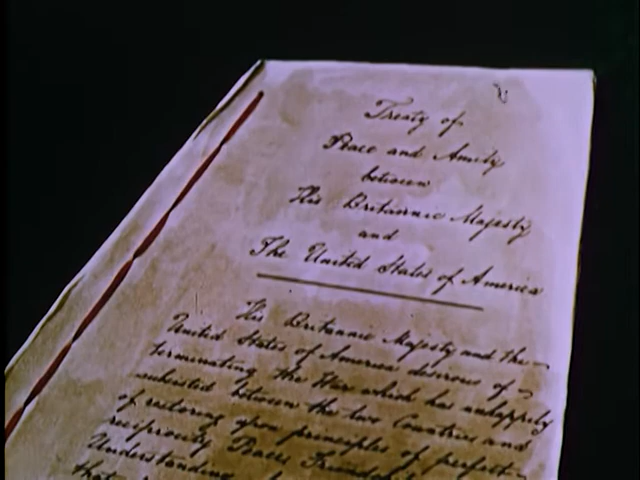 Treaty of
Peace and Amity
between
His Britannic Majesty
and
The United States of America
His Britannic Majesty and the
United States of America desirous of
terminating the War which has unhappily
subsisted between the two Countries and
of restoring upon principles of perfect
reciprocity Peace Friendship
Understanding
that